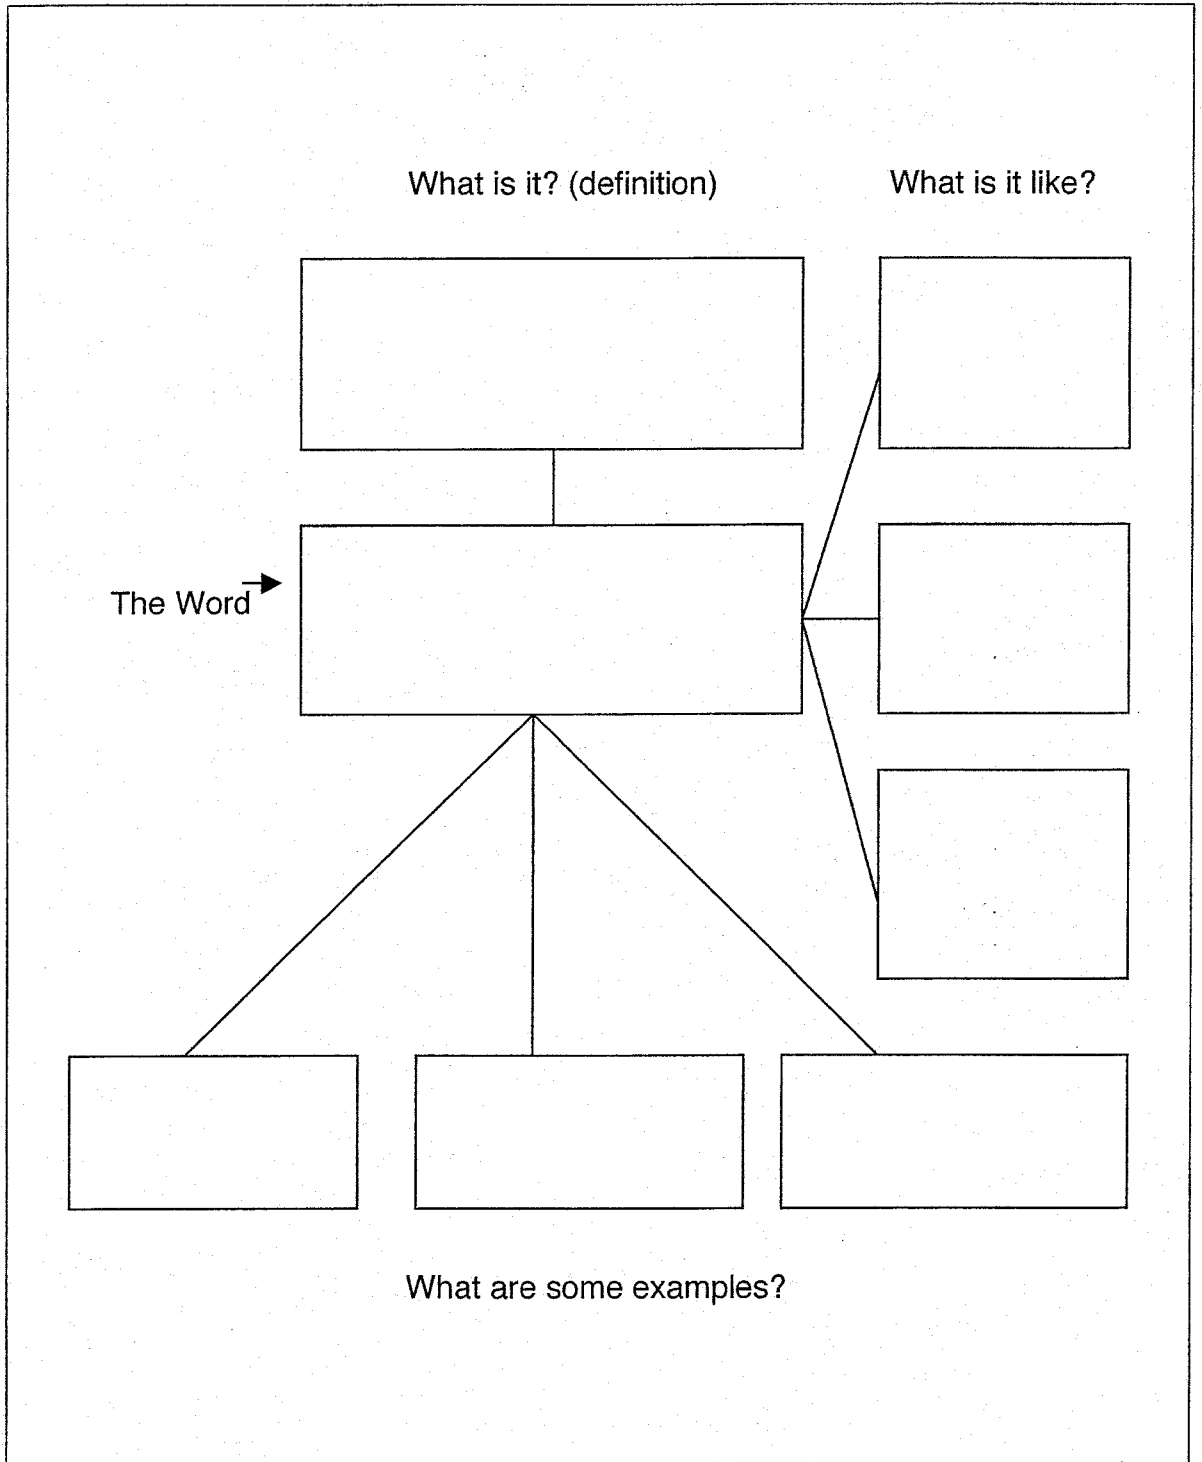 What is it? (definition)
What is it like?
The Word
What are some examples?